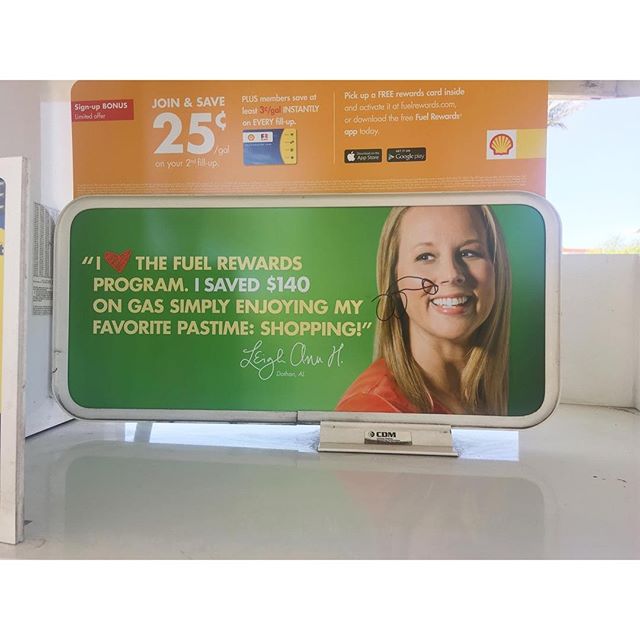 Sign-up BONUS
Limited offer
JOIN & SAVE
25¢/gal
on your 2nd fill-up.
PLUS members save at
least 3¢/gal INSTANTLY
on EVERY fill-up.
Pick up a FREE rewards card inside
and activate it at fuelrewards.com,
or download the free Fuel Rewards®
app today.
App Store
Google play
"I THE FUEL REWARDS
PROGRAM. I SAVED $140
ON GAS SIMPLY ENJOYING MY
FAVORITE PASTIME: SHOPPING!"
Leigh Ann H.
Dothan, AL
CDM